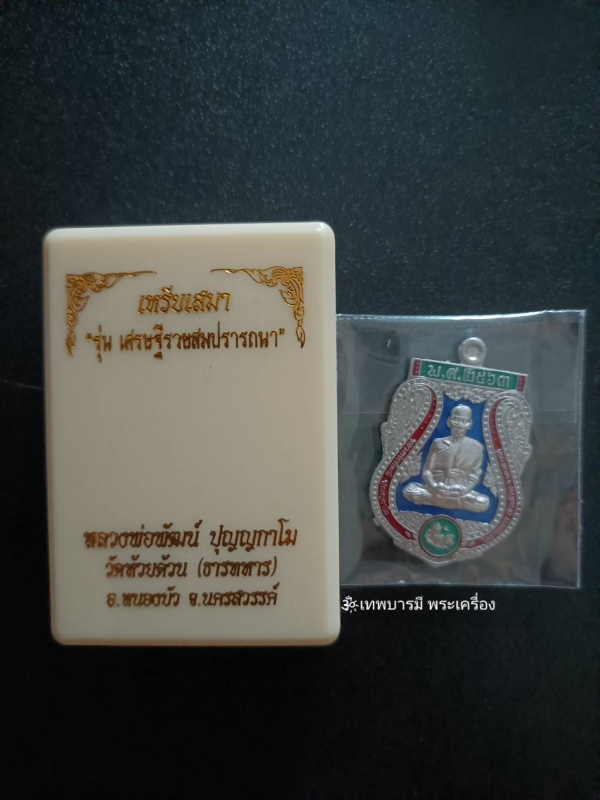 เหรียเสมา
"รุ่น เศรษฐีรวยสมปรารถนา"
หลวงพ่อพัฒน์ ปุญญกาโม
วัดห้วยด้วน (ธารทหาร)
อ.หนองบัว จ.นครสวรรค์
พ.ศ.๒๕๖๓
เทพบารมี พระเครื่อง